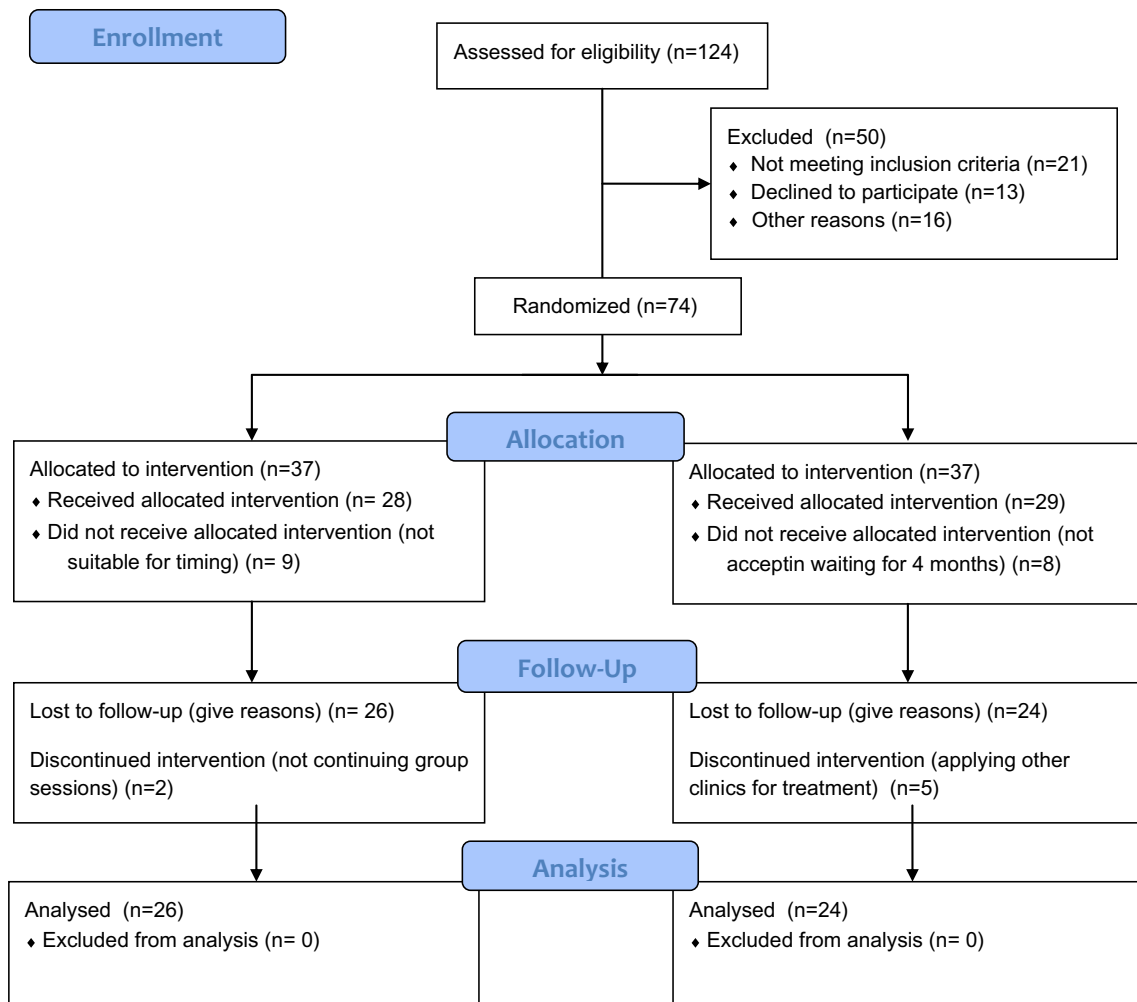 Enrollment
Assessed for eligibility (n=124)
Excluded (n=50)
♦ Not meeting inclusion criteria (n=21)
♦ Declined to participate (n=13)
♦ Other reasons (n=16)
Randomized (n=74)
Allocation
Allocated to intervention (n=37)
♦ Received allocated intervention (n= 28)
♦ Did not receive allocated intervention (not
suitable for timing) (n= 9)
Allocated to intervention (n=37)
♦ Received allocated intervention (n=29)
♦ Did not receive allocated intervention (not
acceptin waiting for 4 months) (n=8)
Follow-Up
Lost to follow-up (give reasons) (n= 26)
Discontinued intervention (not continuing group
sessions) (n=2)
Lost to follow-up (give reasons) (n=24)
Discontinued intervention (applying other
clinics for treatment) (n=5)
Analysis
Analysed (n=26)
♦ Excluded from analysis (n= 0)
Analysed (n=24)
♦ Excluded from analysis (n= 0)